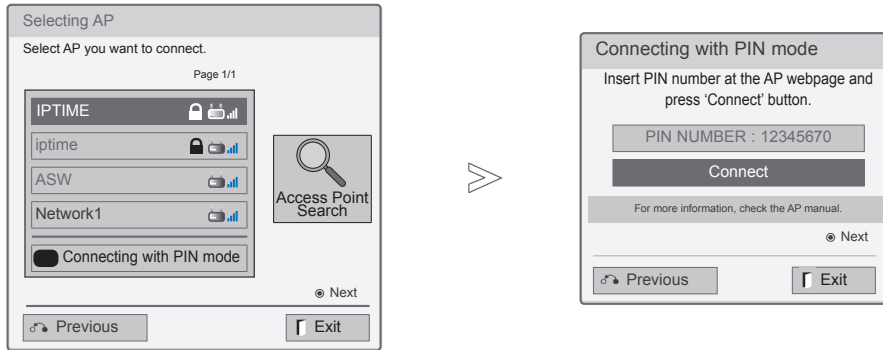 Selecting AP
Select AP you want to connect.
Page 1/1
IPTIME
iptime
ASW
Network1
Connecting with PIN mode
Access Point
Search
Next
Previous
Exit
Connecting with PIN mode
Insert PIN number at the AP webpage and
press ‘Connect’ button.
PIN NUMBER : 12345670
Connect
For more information, check the AP manual.
Next
Previous
Exit